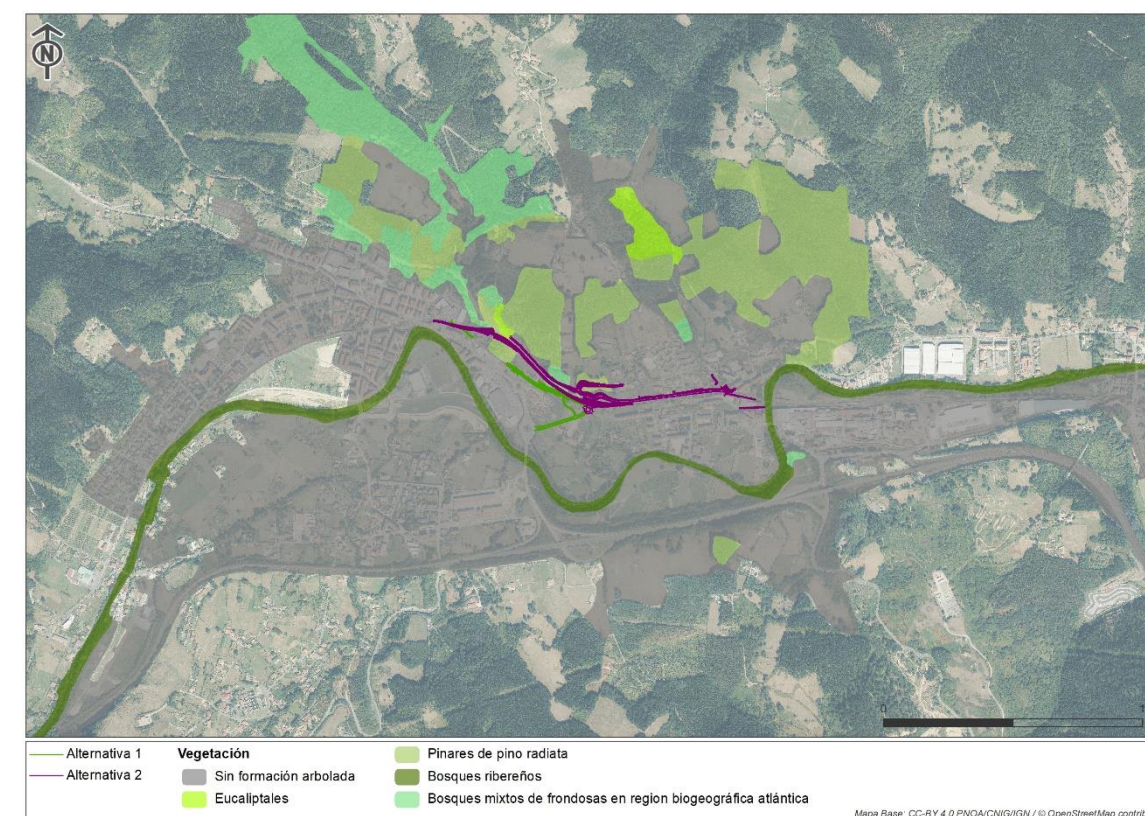 N
0
Alternativa 1
Alternativa 2
Vegetación
Sin formación arbolada
Eucaliptales
Pinares de pino radiata
Bosques ribereños
Bosques mixtos de frondosas en region biogeográfica atlántica
Mapa Base: CC-BY 4.0 PNOA/CNIG/IGN / © OpenStreetMap contrib